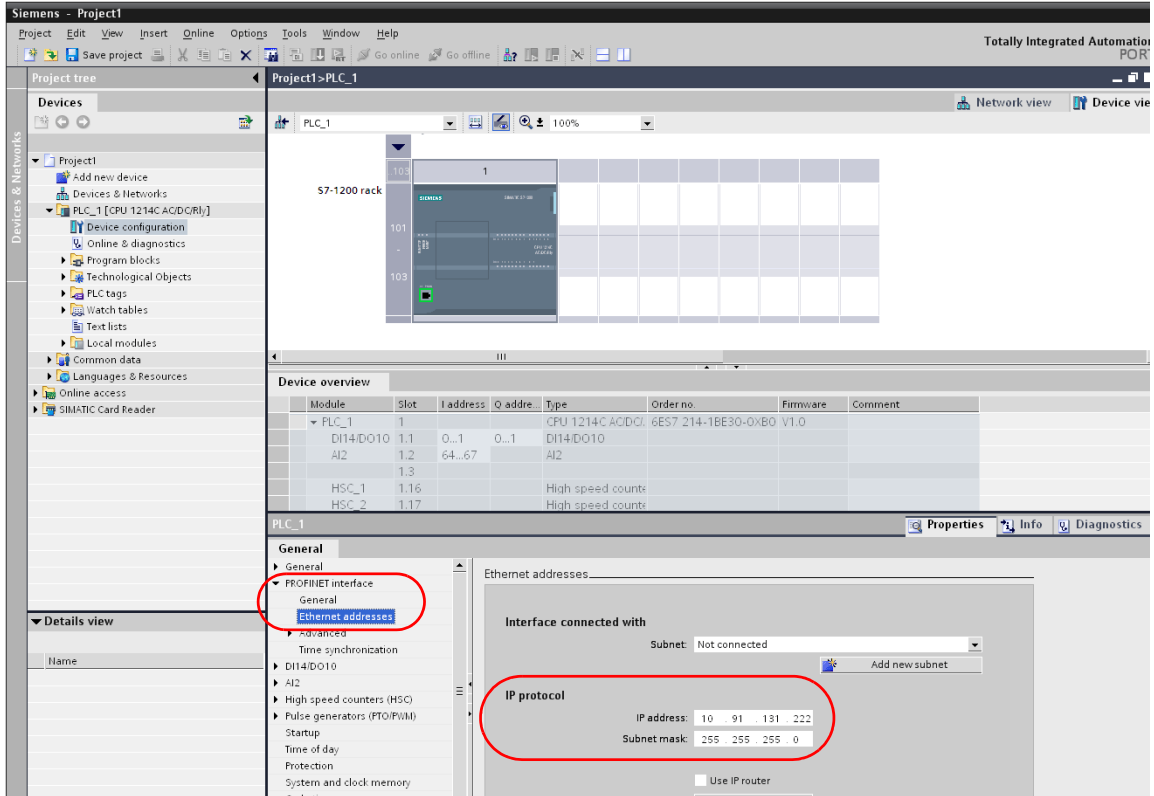 Siemens - Project1
Project Edit View Insert Online Options Tools Window Help
Totally Integrated Automation
PORT
Save project Go online Go offline
Project tree
Project1>PLC_1
Devices
Network view Device vie
PLC_1 100%
Devices & Networks
Project1
Add new device
Devices & Networks
PLC_1 [CPU 1214C AC/DC/Rly]
Device configuration
Online & diagnostics
Program blocks
Technological Objects
PLC tags
Watch tables
Text lists
Local modules
Common data
Languages & Resources
Online access
SIMATIC Card Reader
103 1
S7-1200 rack
SIEMENS
101
-
103
Device overview
Module Slot I address Q addre... Type Order no. Firmware Comment
PLC_1 1 CPU 1214C AC/DC/. 6ES7 214-1BE30-0XB0 V1.0
DI14/DO10 1.1 0...1 0...1 DI14/DO10
AI2 1.2 64...67 AI2
1.3
HSC_1 1.16 High speed counte
HSC_2 1.17 High speed counte
PLC_1
Properties Info Diagnostics
General
General
PROFINET interface
General
Ethernet addresses
Advanced
Time synchronization
DI14/DO10
AI2
High speed counters (HSC)
Pulse generators (PTO/PWM)
Startup
Time of day
Protection
System and clock memory
Ethernet addresses
Interface connected with
Subnet: Not connected
Add new subnet
IP protocol
IP address: 10 . 91 . 131 . 222
Subnet mask: 255 . 255 . 255 . 0
Use IP router
Details view
Name